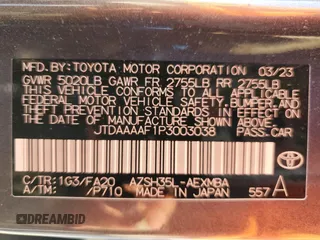 MFD.BY: TOYOTA MOTOR CORPORATION 03/23
GVWR 5020LB GAWR FR 2755LB RR 2755LB
THIS VEHICLE CONFORMS TO ALL APPLICABLE
FEDERAL MOTOR VEHICLE SAFETY, BUMPER, AND
THEFT PREVENTION STANDARDS IN EFFECT ON
THE DATE OF MANUFACTURE SHOWN ABOVE.
JTDAAAAF1P3003038 PASS.CAR
C/TR:1G3/FA20 A7SH35L-AEXMBA
A/TM: /P710 MADE IN JAPAN 557 A
TOYOTA
DREAMBID